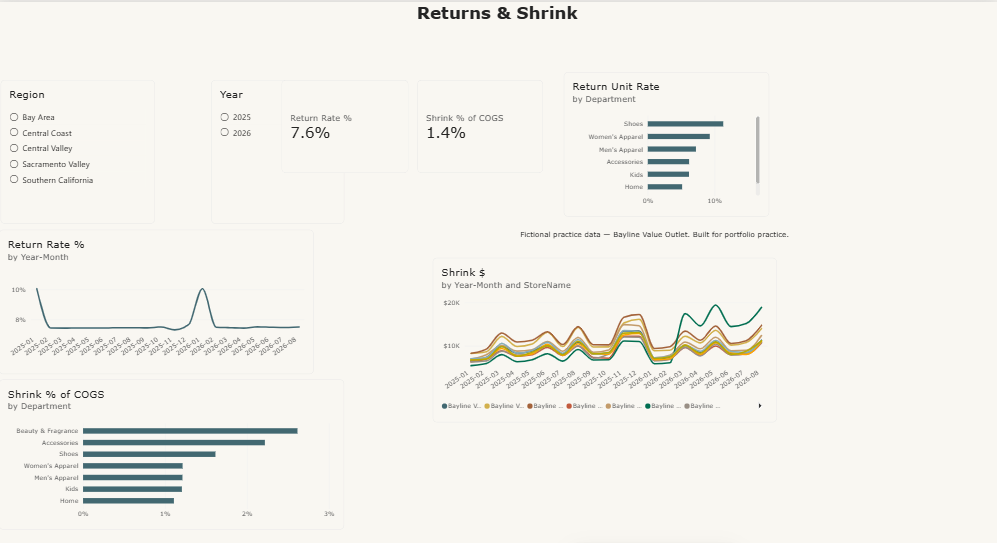 Returns & Shrink
Region
Bay Area
Central Coast
Central Valley
Sacramento Valley
Southern California
Year
2025
2026
Return Rate %
7.6%
Shrink % of COGS
1.4%
Return Unit Rate
by Department
Shoes
Women's Apparel
Men's Apparel
Accessories
Kids
Home
0% 10%
Fictional practice data — Bayline Value Outlet. Built for portfolio practice.
Return Rate %
by Year-Month
10%
8%
2025-01 2025-02 2025-03 2025-04 2025-05 2025-06 2025-07 2025-08 2025-09 2025-10 2025-11 2025-12 2026-01 2026-02 2026-03 2026-04 2026-05 2026-06 2026-07 2026-08
Shrink $
by Year-Month and StoreName
$20K
$10K
2025-01 2025-02 2025-03 2025-04 2025-05 2025-06 2025-07 2025-08 2025-09 2025-10 2025-11 2025-12 2026-01 2026-02 2026-03 2026-04 2026-05 2026-06 2026-07 2026-08
Bayline V... Bayline V... Bayline ... Bayline ... Bayline ... Bayline ... Bayline ...
Shrink % of COGS
by Department
Beauty & Fragrance
Accessories
Shoes
Women's Apparel
Men's Apparel
Kids
Home
0% 1% 2% 3%